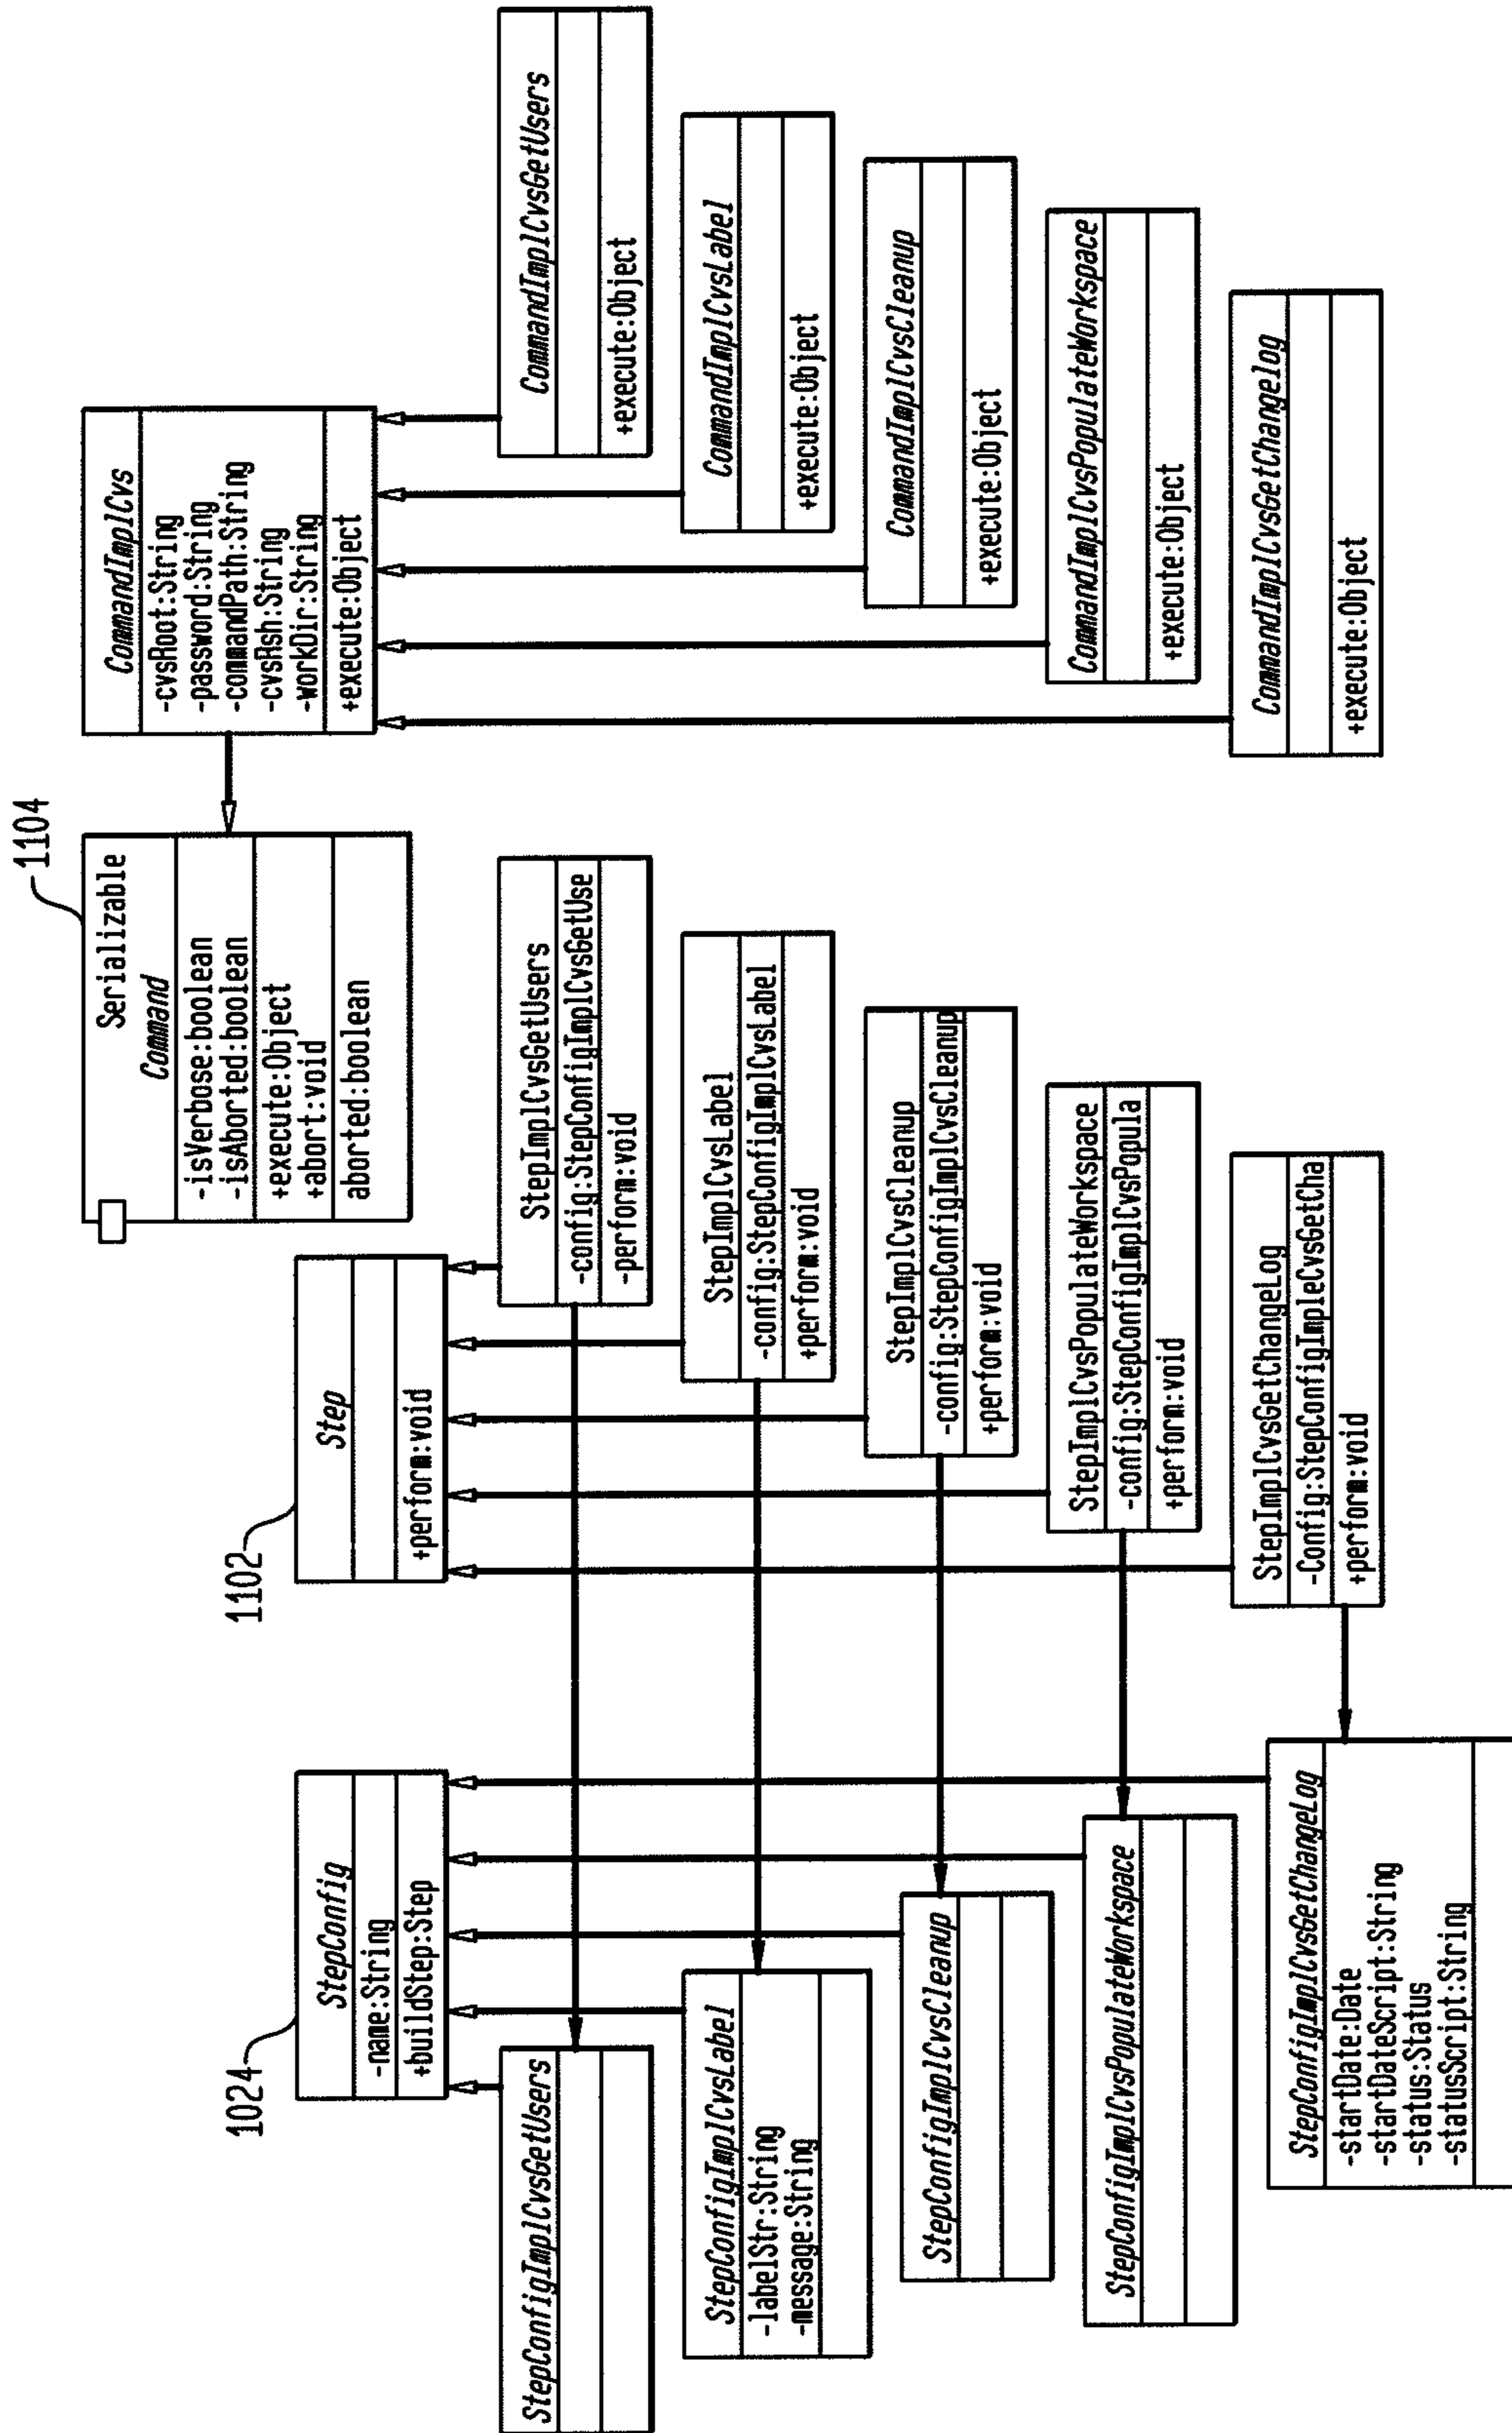 1024
StepConfig
-name:String
+buildStep:Step
StepConfigImplCvsGetUsers
StepConfigImplCvsLabel
-labelStr:String
-message:String
StepConfigImplCvsCleanup
StepConfigImplCvsPopulateWorkspace
StepConfigImplCvsGetChangeLog
-startDate:Date
-startDateScript:String
-status:Status
-statusScript:String
1102
Step
+perform:void
StepImplCvsGetUsers
-config:StepConfigImplCvsGetUse
-perform:void
StepImplCvsLabel
-config:StepConfigImplCvsLabel
+perform:void
StepImplCvsCleanup
-config:StepConfigImplCvsCleanup
+perform:void
StepImplCvsPopulateWorkspace
-config:StepConfigImplCvsPopula
+perform:void
StepImplCvsGetChangeLog
-Config:StepConfigImpleCvsGetCha
+perform:void
1104
Serializable
Command
-isVerbose:boolean
-isAborted:boolean
+execute:Object
+abort:void
aborted:boolean
CommandImplCvs
-cvsRoot:String
-password:String
-commandPath:String
-cvsRsh:String
-workDir:String
+execute:Object
CommandImplCvsGetUsers
+execute:Object
CommandImplCvsLabel
+execute:Object
CommandImplCvsCleanup
+execute:Object
CommandImplCvsPopulateWorkspace
+execute:Object
CommandImplCvsGetChangelog
+execute:Object